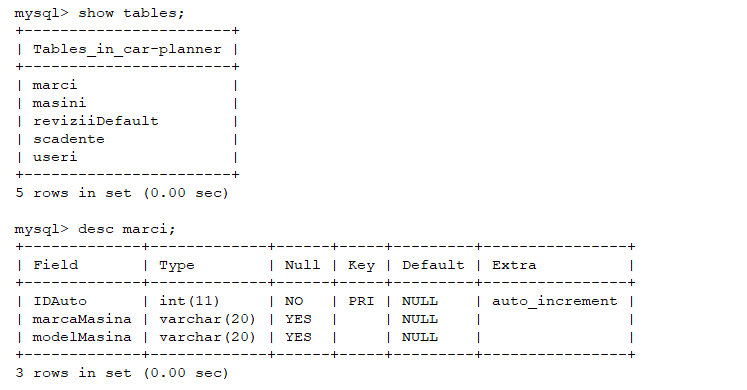 mysql> show tables;
+-----------------------+
| Tables_in_car-planner |
+-----------------------+
| marci                 |
| masini                |
| reviziiDefault        |
| scadente              |
| useri                 |
+-----------------------+
5 rows in set (0.00 sec)

mysql> desc marci;
+-------------+-------------+------+-----+---------+----------------+
| Field       | Type        | Null | Key | Default | Extra          |
+-------------+-------------+------+-----+---------+----------------+
| IDAuto      | int(11)     | NO   | PRI | NULL    | auto_increment |
| marcaMasina | varchar(20) | YES  |     | NULL    |                |
| modelMasina | varchar(20) | YES  |     | NULL    |                |
+-------------+-------------+------+-----+---------+----------------+
3 rows in set (0.00 sec)